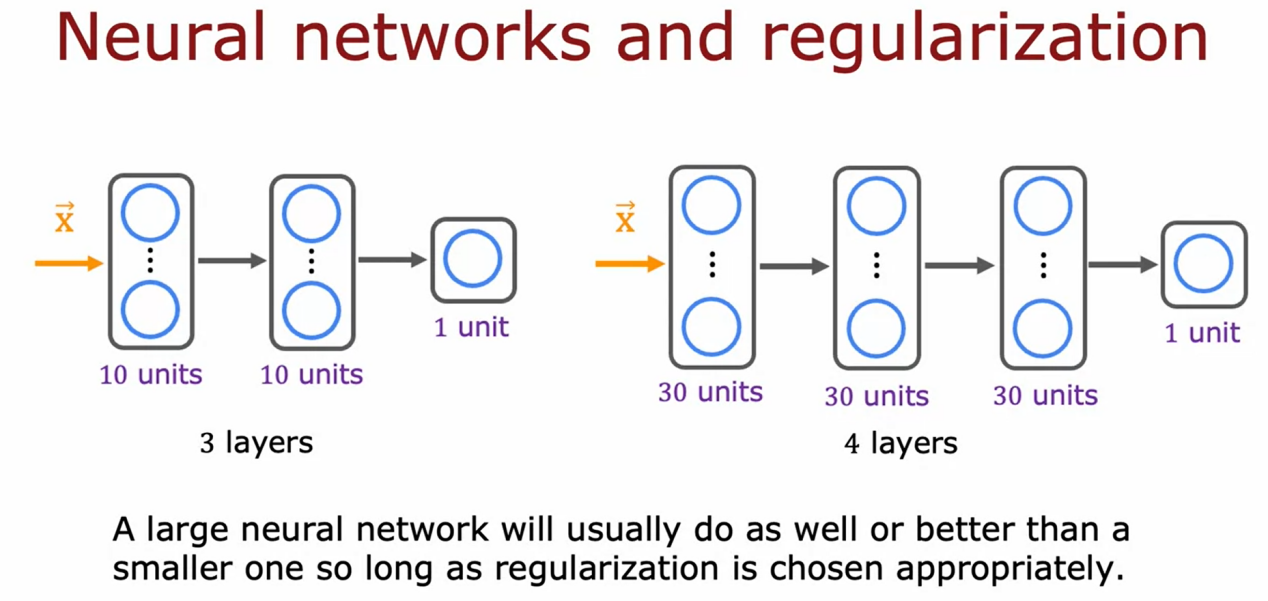 Neural networks and regularization
x⃗
10 units
10 units
1 unit
3 layers
x⃗
30 units
30 units
30 units
1 unit
4 layers
A large neural network will usually do as well or better than a
smaller one so long as regularization is chosen appropriately.